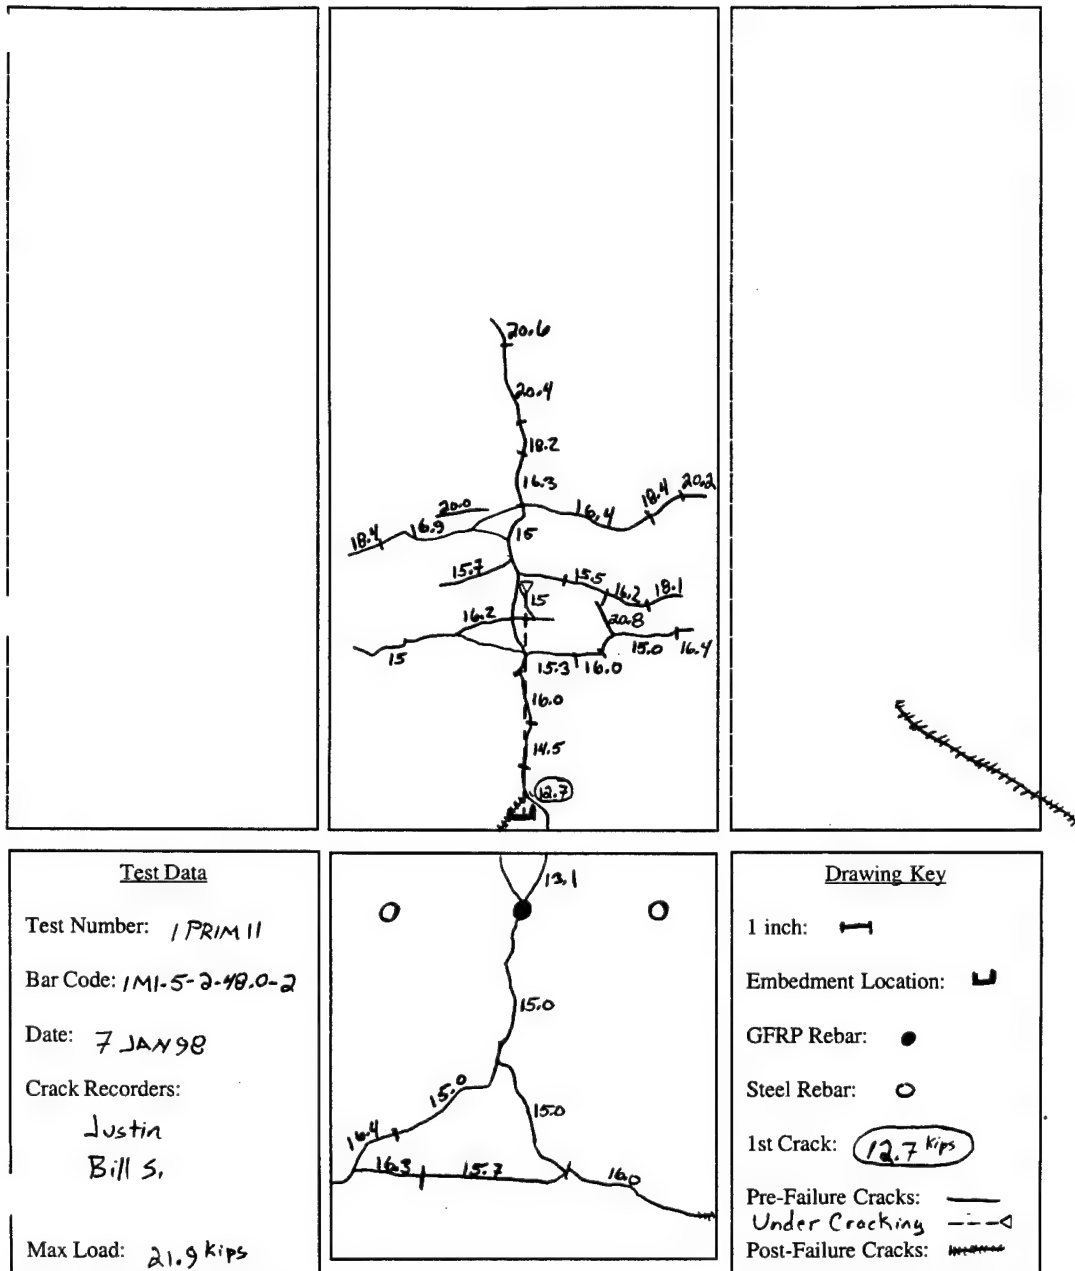 20.6
20.4
18.2
16.3
20.0
16.4
18.4
20.2
18.4
16.9
15
15.7
15.5
16.2
18.1
15
16.2
20.8
15
15.3
16.0
15.0
16.4
16.0
14.5
12.7
Test Data
Test Number: 1PRIM11
Bar Code: 1M1-5-2-48.0-2
Date: 7 JAN 98
Crack Recorders:
Justin
Bill S.
Max Load: 21.9 kips
13.1
15.0
15.0
15.0
16.4
16.3
15.7
16.0
Drawing Key
1 inch:
Embedment Location:
GFRP Rebar:
Steel Rebar:
1st Crack: 12.7 kips
Pre-Failure Cracks:
Under Cracking
Post-Failure Cracks: